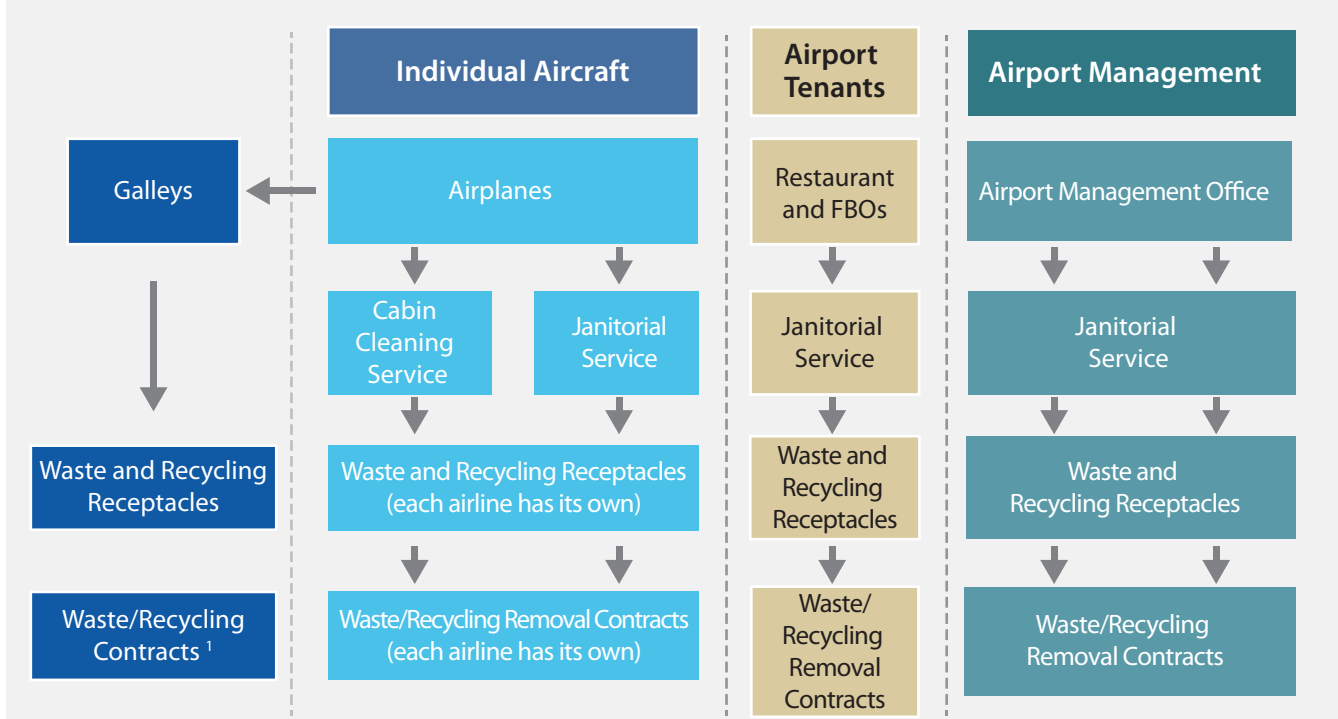 Individual Aircraft
Airport
Tenants
Airport Management
Galleys
Airplanes
Restaurant
and FBOs
Airport Management Office
Cabin
Cleaning
Service
Janitorial
Service
Janitorial
Service
Janitorial
Service
Waste and Recycling
Receptacles
Waste and Recycling Receptacles
(each airline has its own)
Waste and
Recycling
Receptacles
Waste and
Recycling Receptacles
Waste/Recycling
Contracts ¹
Waste/Recycling Removal Contracts
(each airline has its own)
Waste/
Recycling
Removal
Contracts
Waste/Recycling
Removal Contracts